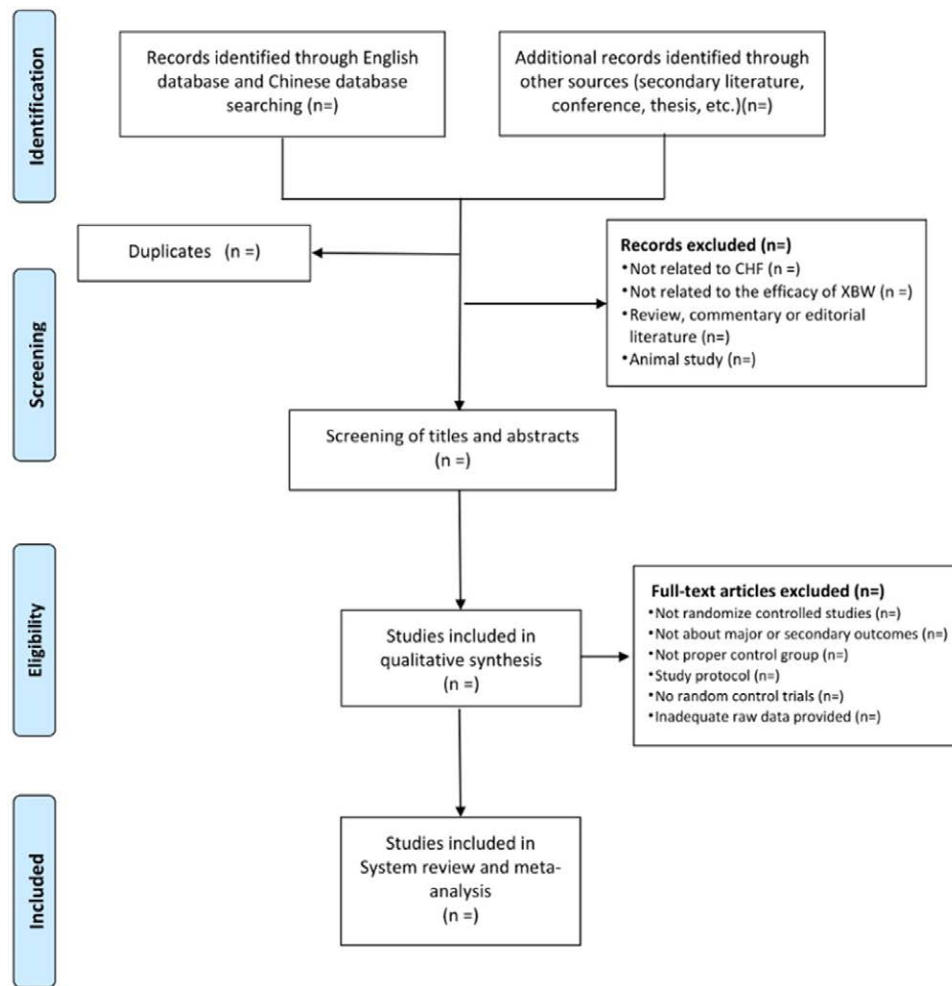 Identification
Records identified through English
database and Chinese database
searching (n=)
Additional records identified through
other sources (secondary literature,
conference, thesis, etc.)(n=)
Screening
Duplicates (n =)
Records excluded (n=)
•Not related to CHF (n =)
•Not related to the efficacy of XBW (n =)
•Review, commentary or editorial
literature (n=)
•Animal study (n=)
Screening of titles and abstracts
(n =)
Eligibility
Studies included in
qualitative synthesis
(n =)
Full-text articles excluded (n=)
•Not randomize controlled studies (n=)
•Not about major or secondary outcomes (n=)
•Not proper control group (n=)
•Study protocol (n=)
•No random control trials (n=)
•Inadequate raw data provided (n=)
Included
Studies included in
System review and meta-
analysis
(n =)